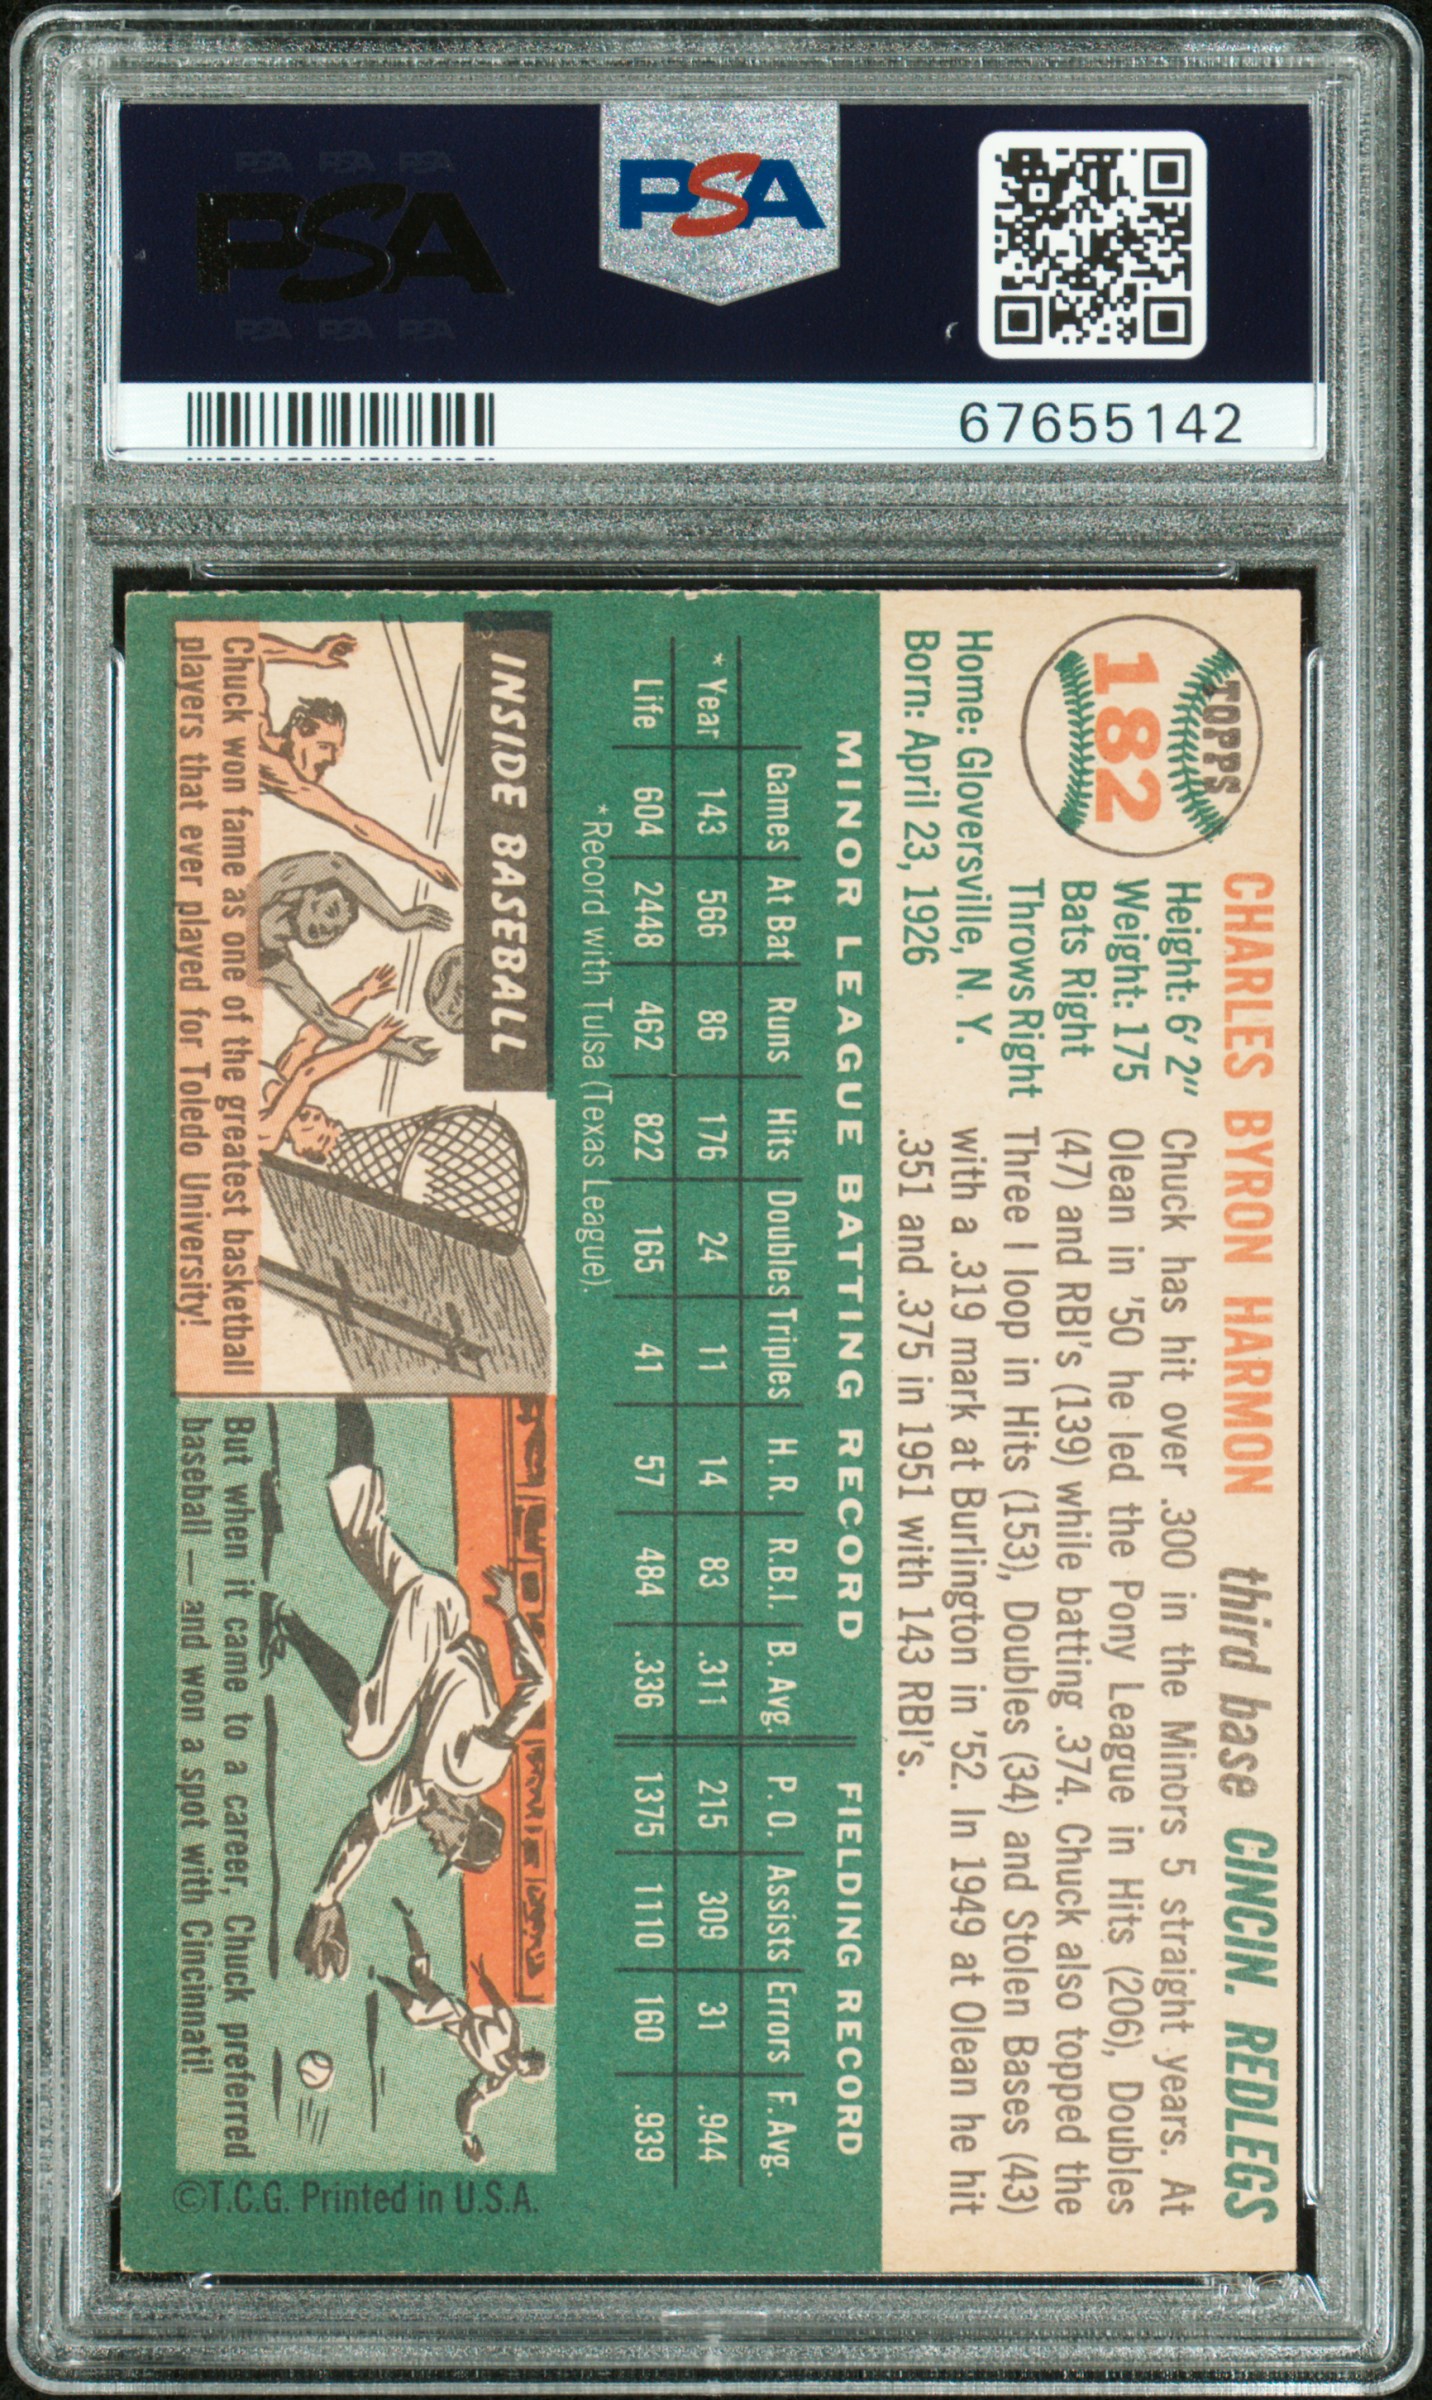 PSA PSA PSA
PSA
PSA PSA PSA
PSA
67655142
TOPPS
182
CHARLES BYRON HARMON third base CINCIN. REDLEGS
Height: 6' 2"
Weight: 175
Bats Right
Throws Right
Home: Gloversville, N. Y.
Born: April 23, 1926
Chuck has hit over .300 in the Minors 5 straight years. At
Olean in '50 he led the Pony League in Hits (206), Doubles
(47) and RBI's (139) while batting .374. Chuck also topped the
Three I loop in Hits (153), Doubles (34) and Stolen Bases (43)
with a .319 mark at Burlington in '52. In 1949 at Olean he hit
.351 and .375 in 1951 with 143 RBI's.
MINOR LEAGUE BATTING RECORD FIELDING RECORD
Games At Bat Runs Hits Doubles Triples H. R. R.B.I. B. Avg. P. O. Assists Errors F. Avg.
* Year 143 566 86 176 24 11 14 83 .311 215 309 31 .944
Life 604 2448 462 822 165 41 57 484 .336 1375 1110 160 .939
*Record with Tulsa (Texas League).
INSIDE BASEBALL
Chuck won fame as one of the greatest basketball
players that ever played for Toledo University!
But when it came to a career, Chuck preferred
baseball — and won a spot with Cincinnati!
©T.C.G. Printed in U.S.A.
PSA